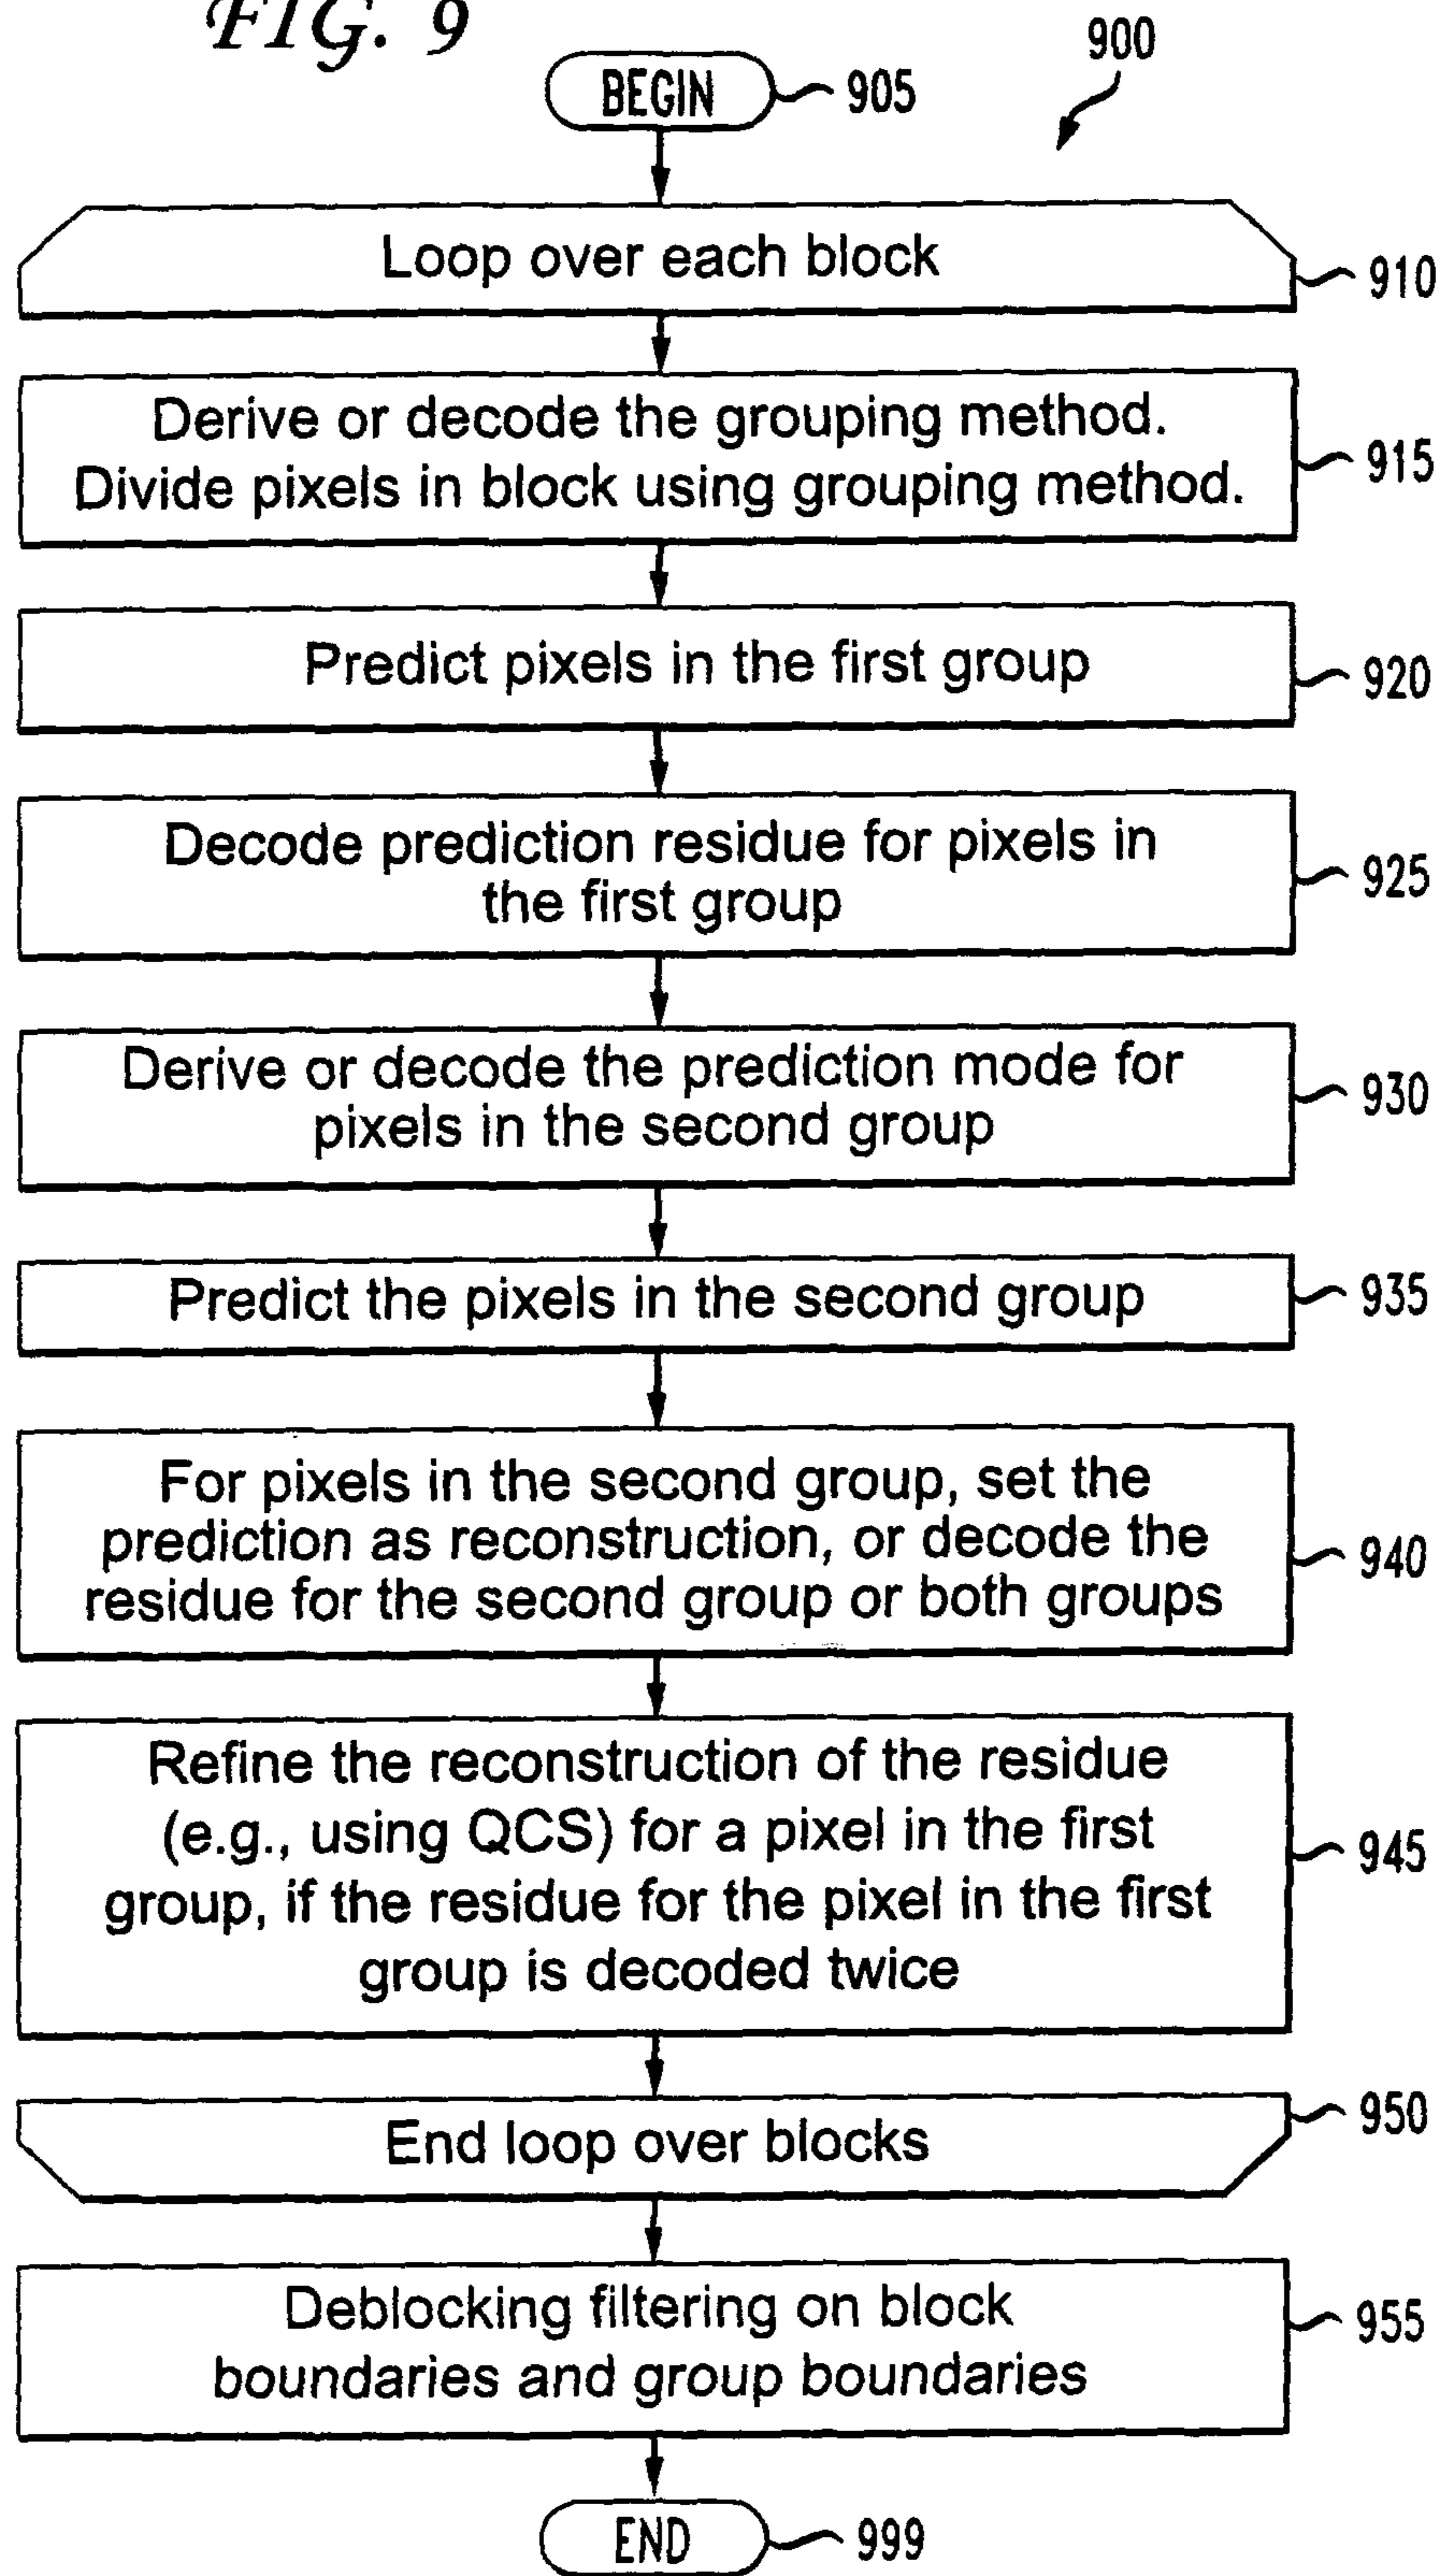 FIG. 9
900
BEGIN 905
Loop over each block
910
Derive or decode the grouping method.
Divide pixels in block using grouping method.
915
Predict pixels in the first group
920
Decode prediction residue for pixels in
the first group
925
Derive or decode the prediction mode for
pixels in the second group
930
Predict the pixels in the second group
935
For pixels in the second group, set the
prediction as reconstruction, or decode the
residue for the second group or both groups
940
Refine the reconstruction of the residue
(e.g., using QCS) for a pixel in the first
group, if the residue for the pixel in the first
group is decoded twice
945
End loop over blocks
950
Deblocking filtering on block
boundaries and group boundaries
955
END 999